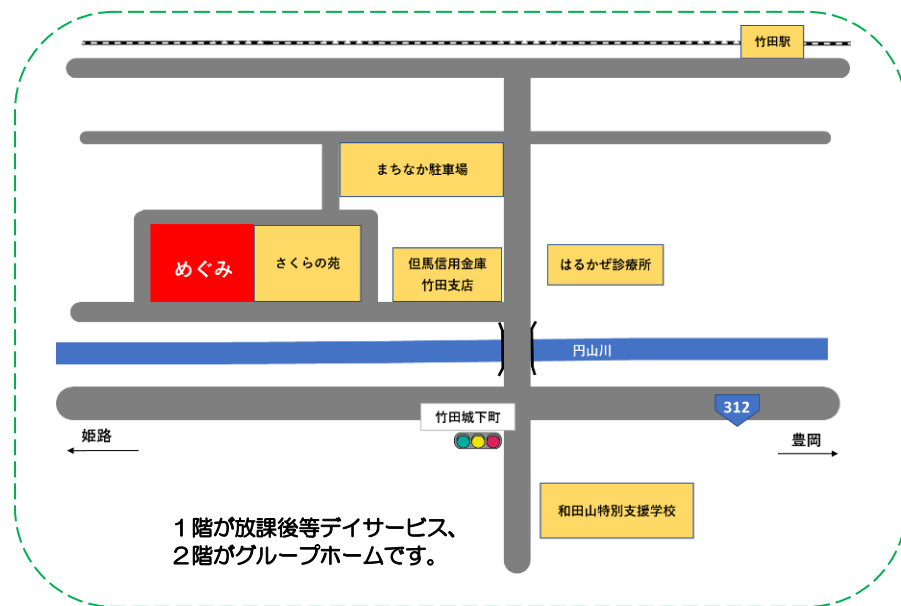 竹田駅
まちなか駐車場
めぐみ
さくらの苑
但馬信用金庫
竹田支店
はるかぜ診療所
円山川
312
竹田城下町
姫路
豊岡
和田山特別支援学校
1階が放課後等デイサービス、
2階がグループホームです。